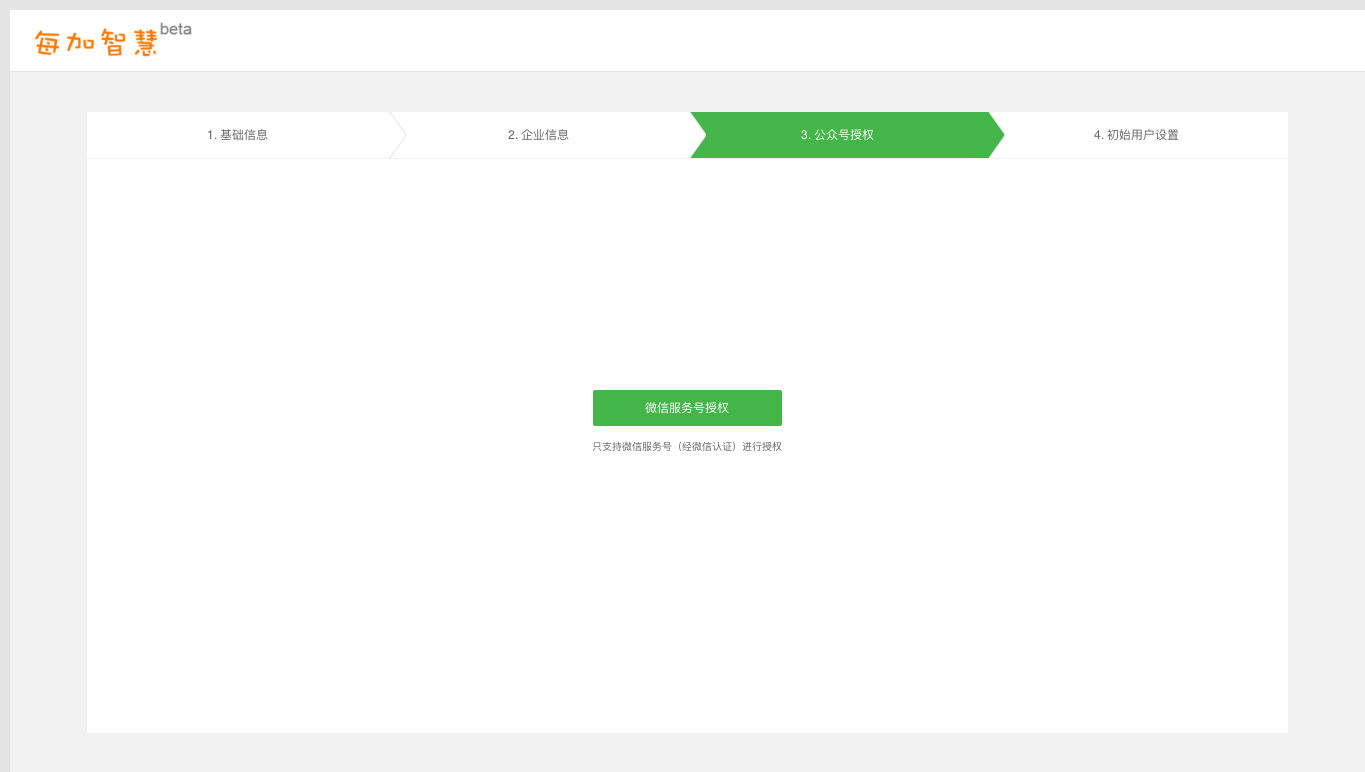 每加智慧beta
1. 基础信息
2. 企业信息
3. 公众号授权
4. 初始用户设置
微信服务号授权
只支持微信服务号（经微信认证）进行授权